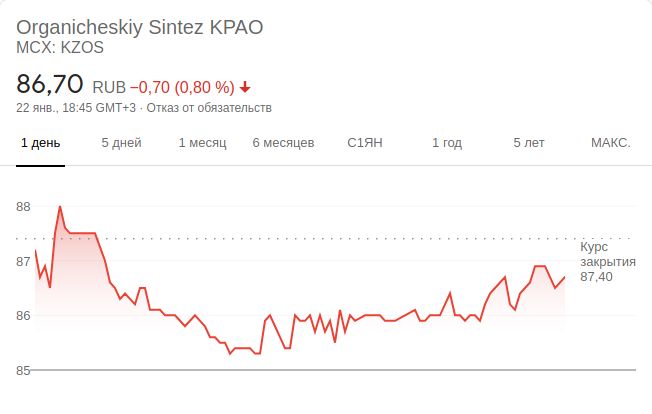 Organicheskiy Sintez KPAO
MCX: KZOS
86,70 RUB −0,70 (0,80 %)
22 янв., 18:45 GMT+3 · Отказ от обязательств
1 день 5 дней 1 месяц 6 месяцев С1ЯН 1 год 5 лет МАКС.
88
87
86
85
Курс
закрытия
87,40